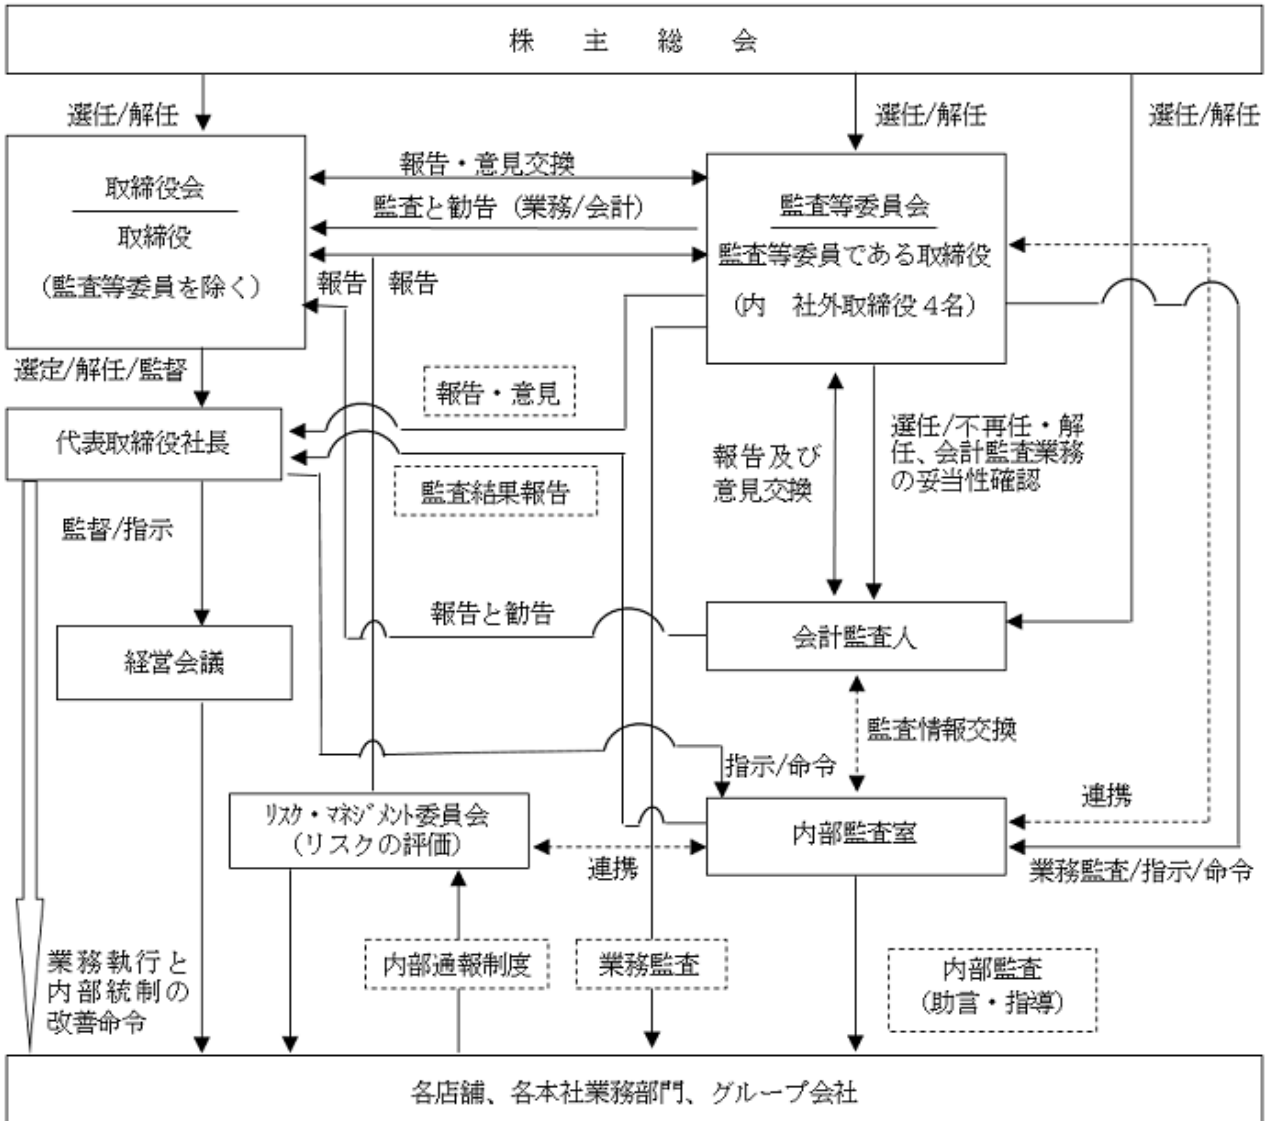 株主総会
選任/解任
選任/解任
選任/解任
取締役会
取締役
(監査等委員を除く)
報告・意見交換
監査と勧告（業務/会計）
報告
報告
監査等委員会
監査等委員である取締役
（内　社外取締役４名）
選定/解任/監督
報告・意見
代表取締役社長
監査結果報告
報告及び
意見交換
選任/不再任・解
任、会計監査業務
の妥当性確認
監督/指示
報告と勧告
会計監査人
経営会議
監査情報交換
指示/命令
連携
ﾘｽｸ・ﾏﾈｼﾞﾒﾝﾄ委員会
（リスクの評価）
連携
内部監査室
業務監査/指示/命令
業務執行と
内部統制の
改善命令
内部通報制度
業務監査
内部監査
（助言・指導）
各店舗、各本社業務部門、グループ会社